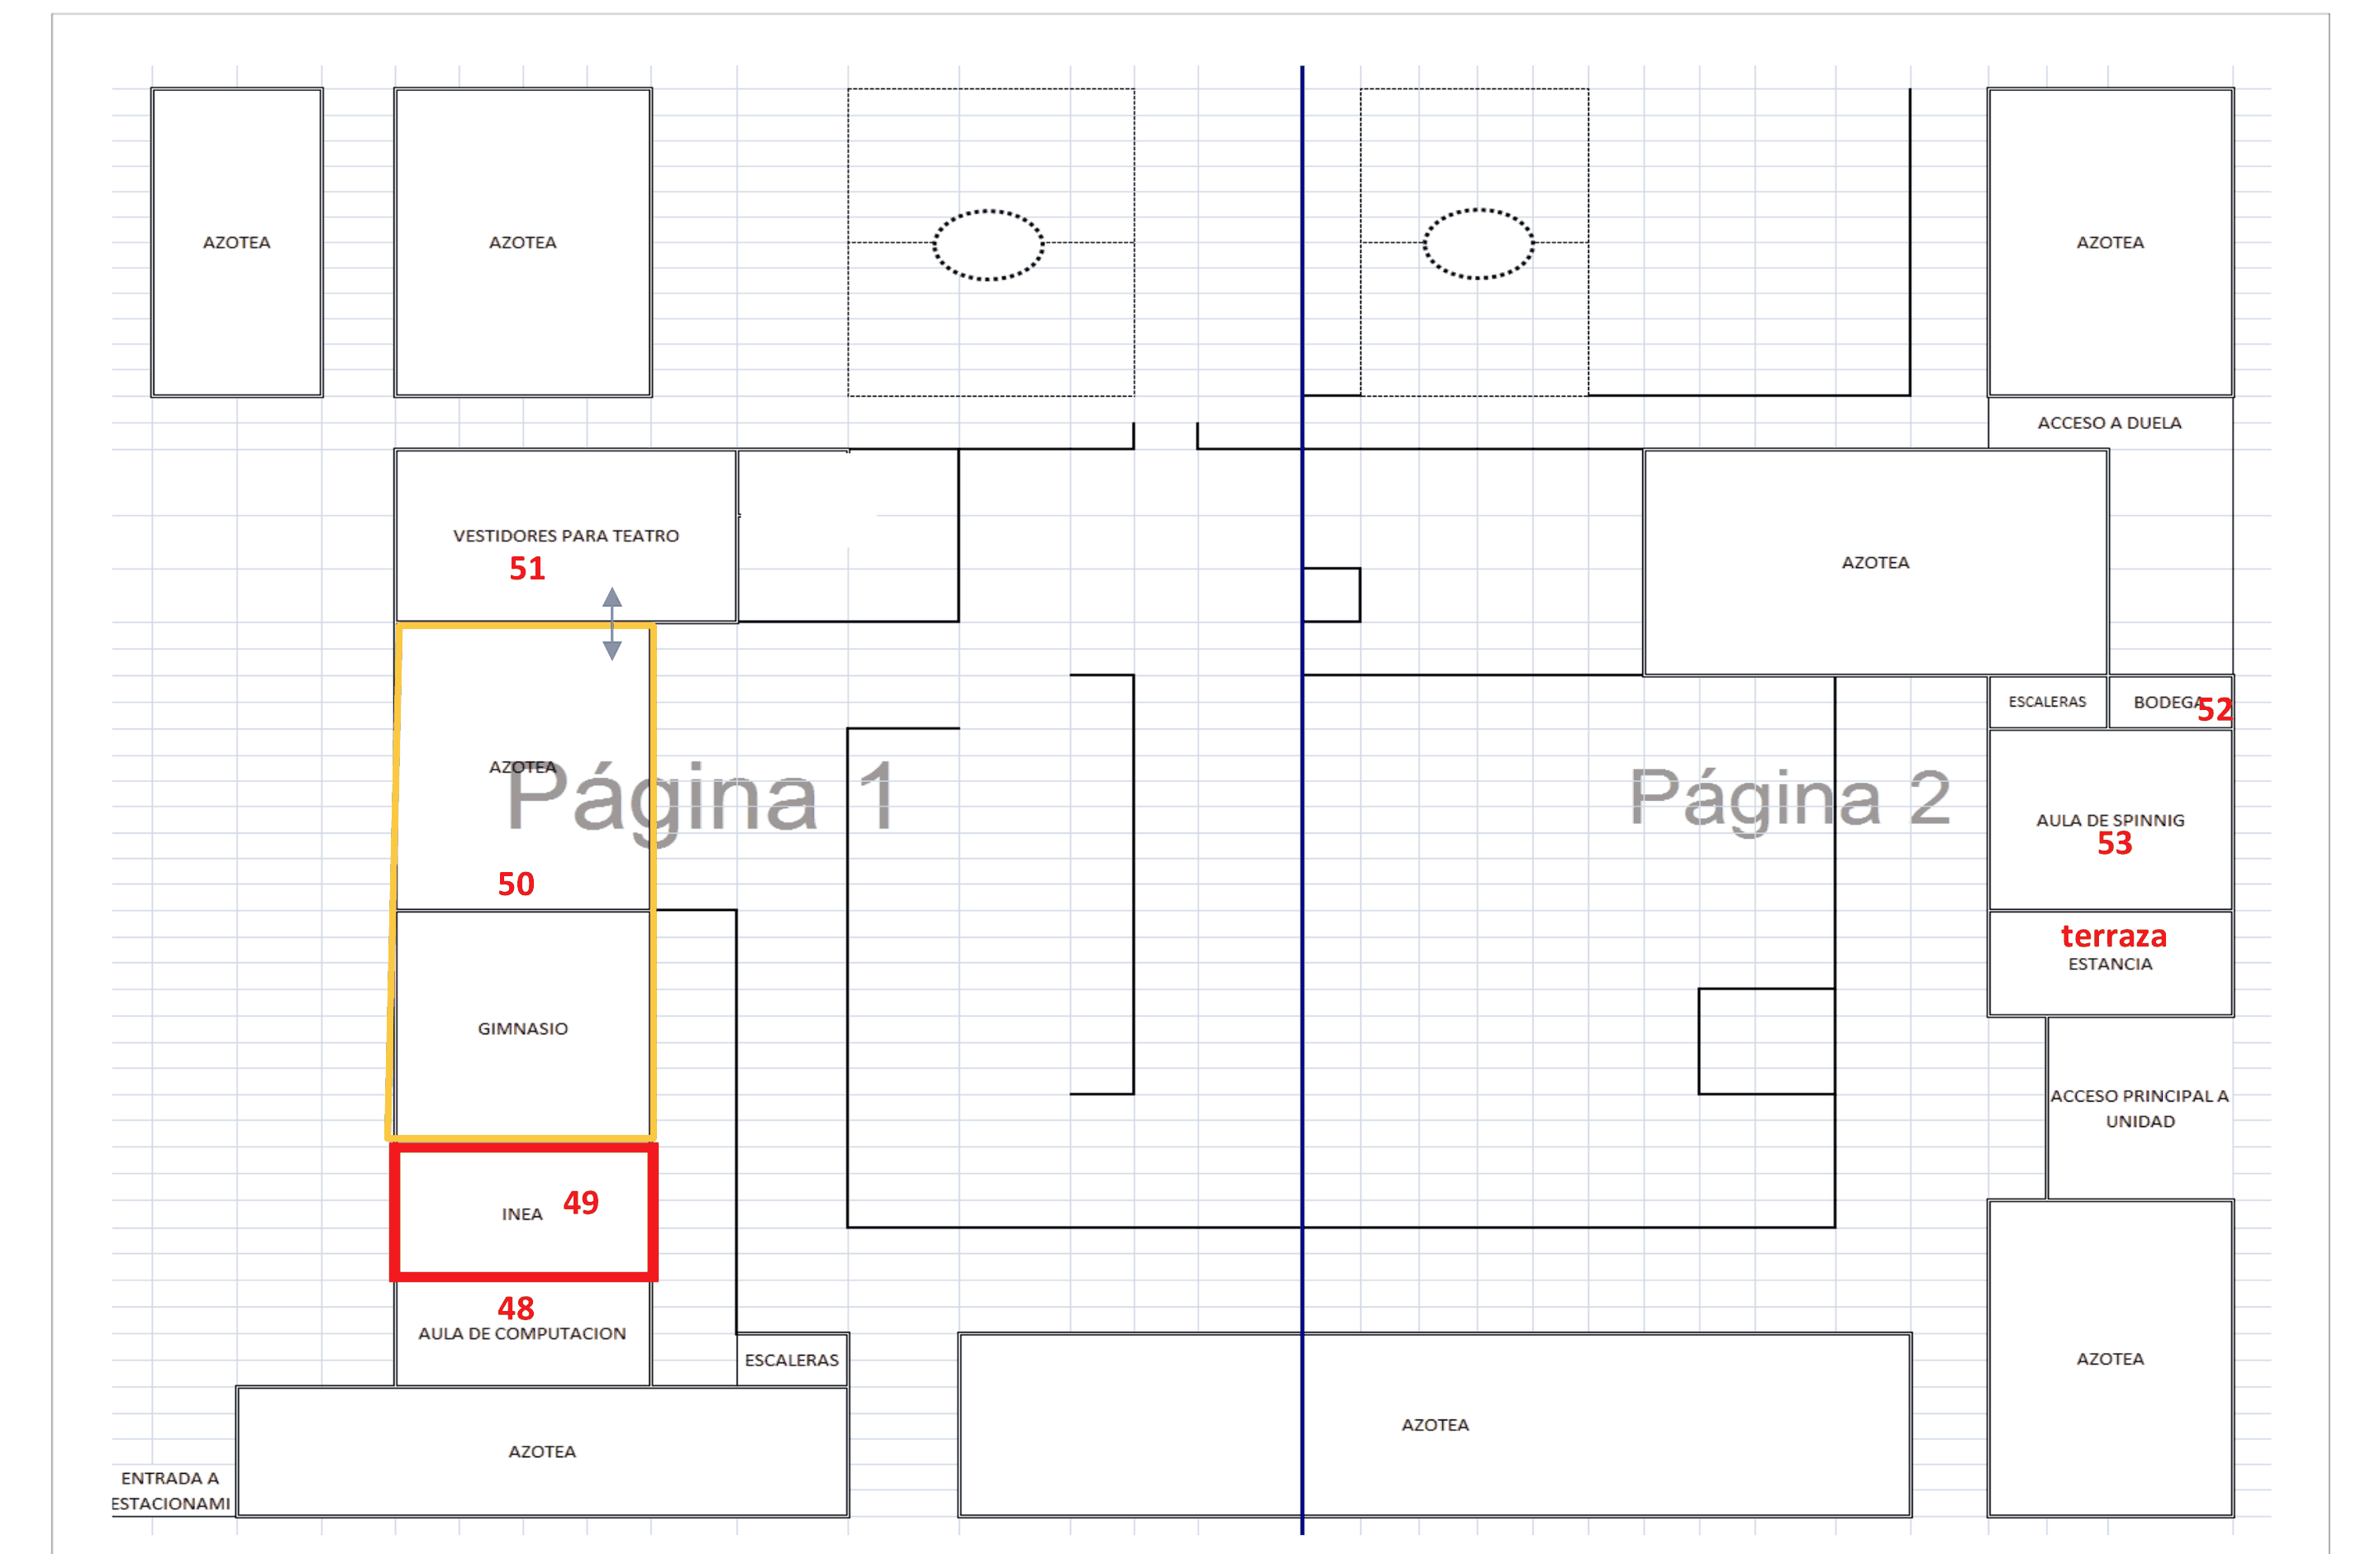 AZOTEA
AZOTEA
AZOTEA
ACCESO A DUELA
VESTIDORES PARA TEATRO
51
AZOTEA
ESCALERAS
BODEGA
52
AZOTEA
Página 1
Página 2
AULA DE SPINNIG
53
50
terraza
ESTANCIA
GIMNASIO
ACCESO PRINCIPAL A
UNIDAD
INEA
49
48
AULA DE COMPUTACION
ESCALERAS
AZOTEA
AZOTEA
AZOTEA
ENTRADA A
ESTACIONAMI